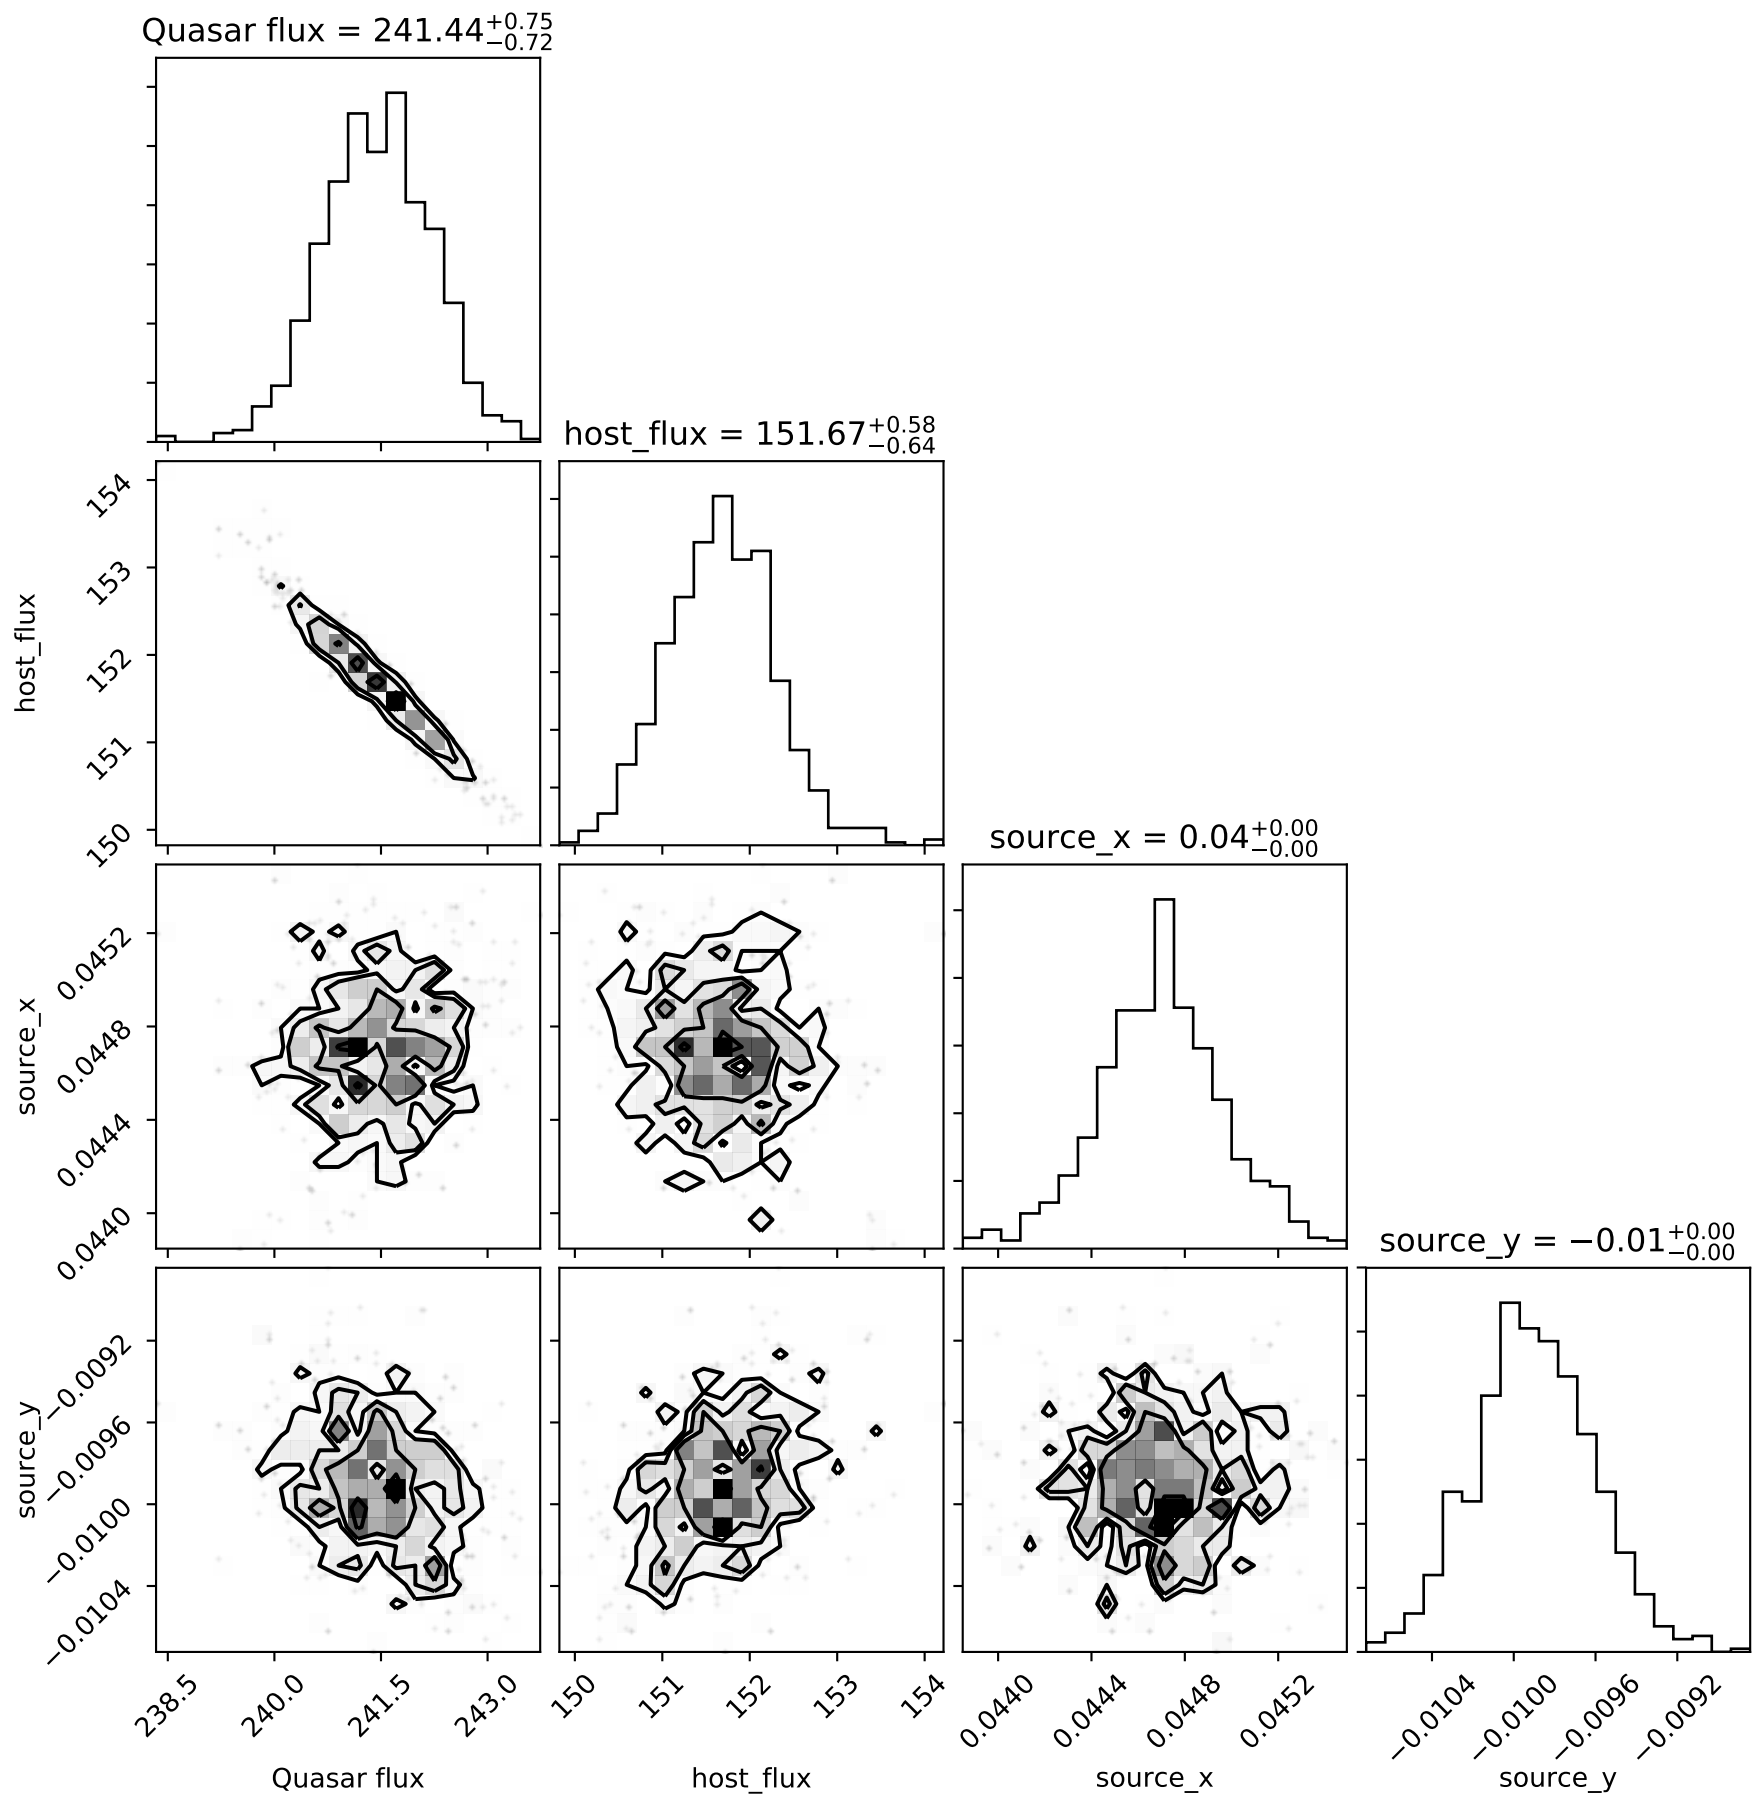 Quasar flux = 241.44+0.75−0.72
host_flux = 151.67+0.58−0.64
154
153
152
151
150
host_flux
source_x = 0.04+0.00−0.00
0.0452
0.0448
0.0444
0.0440
source_x
source_y = −0.01+0.00−0.00
−0.0092
−0.0096
−0.0100
−0.0104
source_y
238.5 240.0 241.5 243.0 150 151 152 153 154 0.0440 0.0444 0.0448 0.0452 −0.0104 −0.0100 −0.0096 −0.0092
Quasar flux host_flux source_x source_y